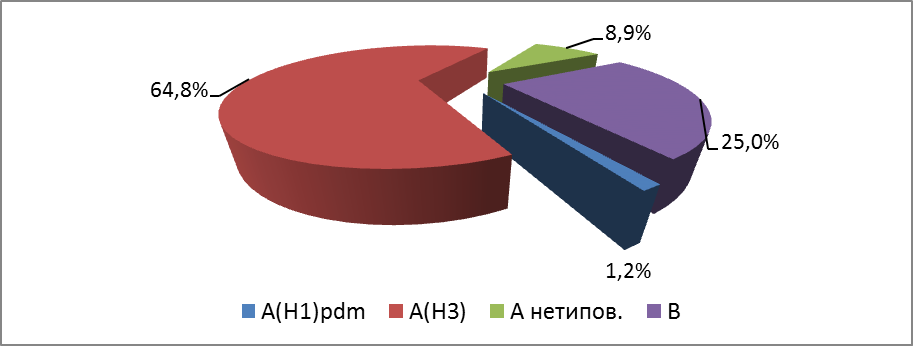 8,9%
64,8%
25,0%
1,2%
A(H1)pdm A(H3) А нетипов. B